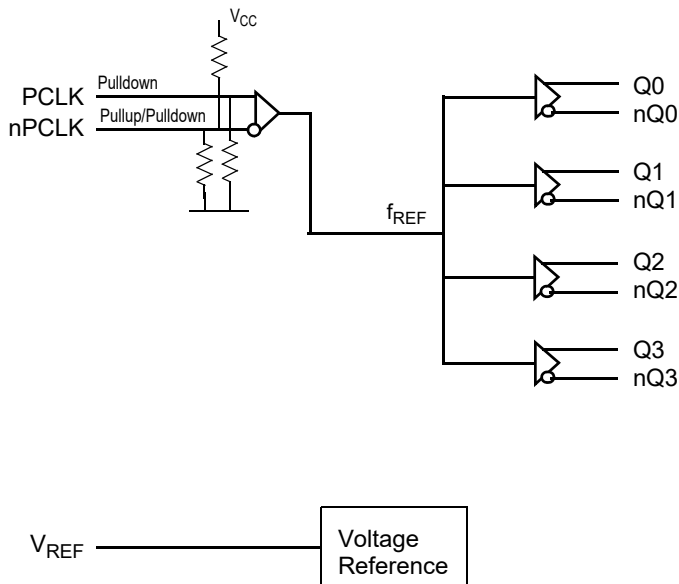 VCC
Pulldown
PCLK
Pullup/Pulldown
nPCLK
fREF
Q0
nQ0
Q1
nQ1
Q2
nQ2
Q3
nQ3
VREF
Voltage
Reference